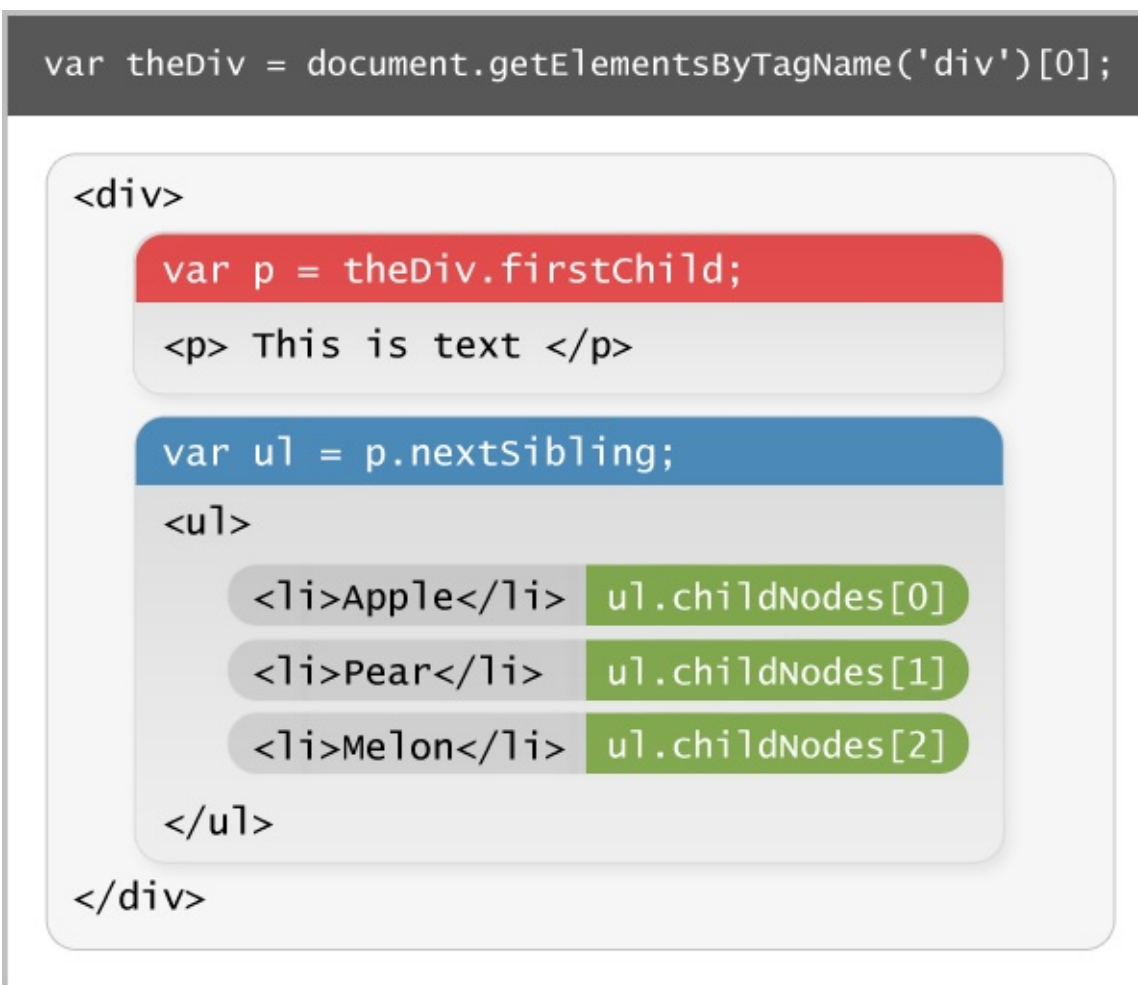 var theDiv = document.getElementsByTagName('div')[0];
<div>
var p = theDiv.firstChild;
<p> This is text </p>
var ul = p.nextSibling;
<ul>
<li>Apple</li> ul.childNodes[0]
<li>Pear</li> ul.childNodes[1]
<li>Melon</li> ul.childNodes[2]
</ul>
</div>